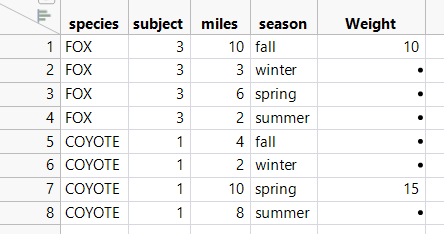 species subject miles season Weight
1 FOX 3 10 fall 10
2 FOX 3 3 winter •
3 FOX 3 6 spring •
4 FOX 3 2 summer •
5 COYOTE 1 4 fall •
6 COYOTE 1 2 winter •
7 COYOTE 1 10 spring 15
8 COYOTE 1 8 summer •